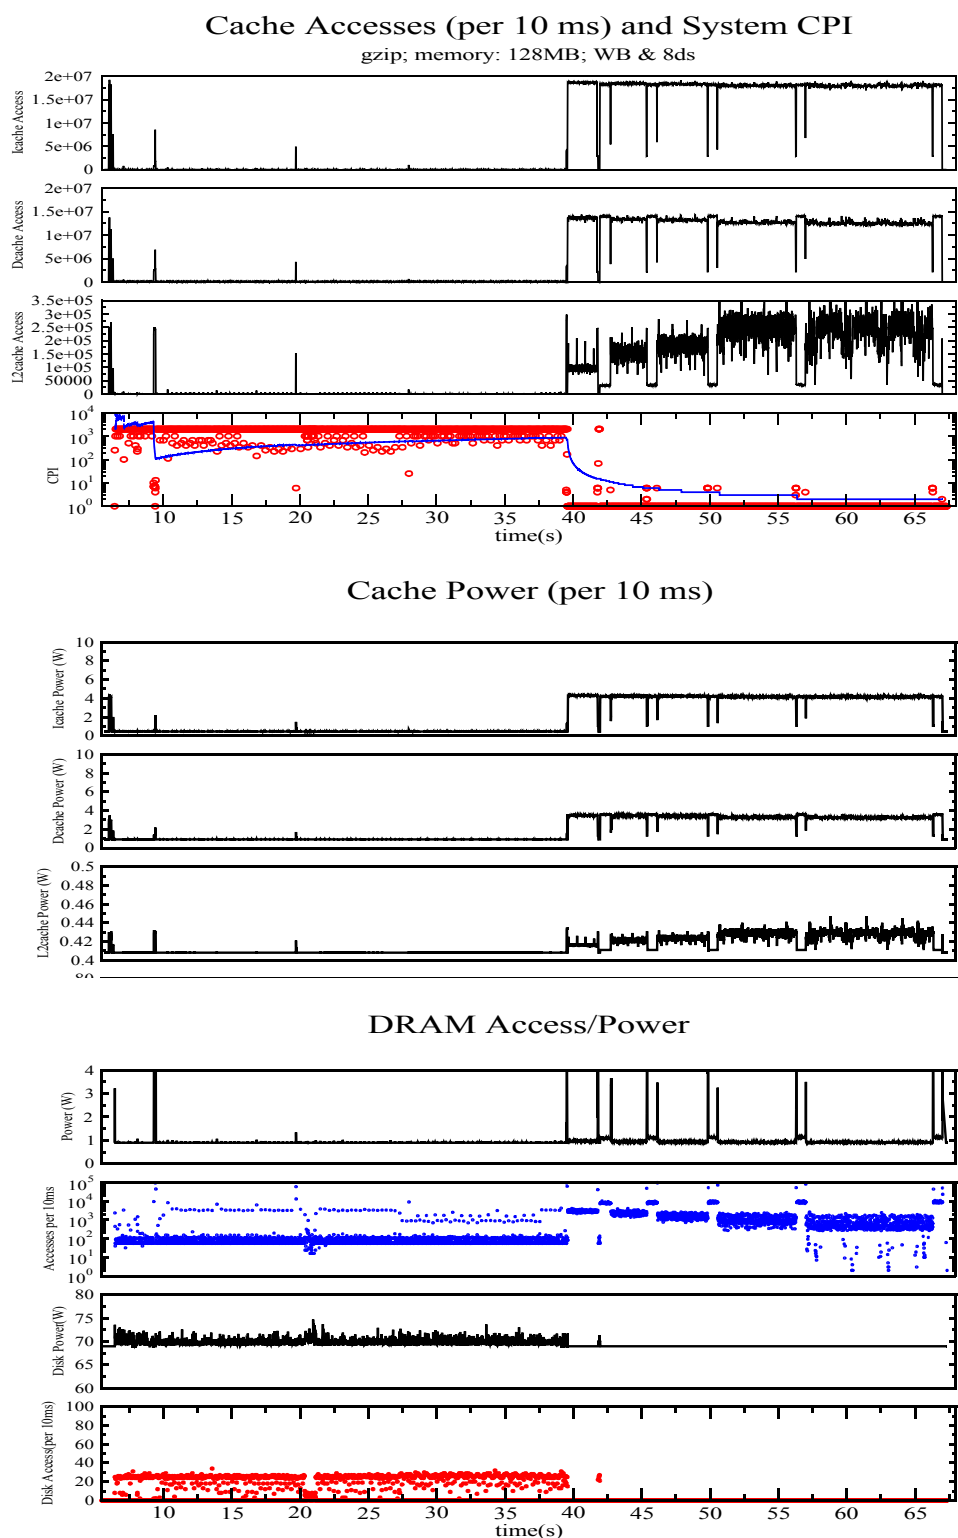 Cache Accesses (per 10 ms) and System CPI
gzip; memory: 128MB; WB & 8ds
Icache Access
2e+07
1.5e+07
1e+07
5e+06
0
Dcache Access
2e+07
1.5e+07
1e+07
5e+06
0
L2cache Access
3.5e+05
3e+05
2.5e+05
2e+05
1.5e+05
1e+05
50000
0
CPI
10^4
10^3
10^2
10^1
10^0
10 15 20 25 30 35 40 45 50 55 60 65
time(s)
Cache Power (per 10 ms)
Icache Power (W)
10
8
6
4
2
0
Dcache Power (W)
10
8
6
4
2
0
L2cache Power (W)
0.5
0.48
0.46
0.44
0.42
0.4
80
DRAM Access/Power
Power (W)
4
3
2
1
0
Accesses per 10ms
10^5
10^4
10^3
10^2
10^1
10^0
Disk Power(W)
80
75
70
65
60
Disk Access(per 10ms)
100
80
60
40
20
0
10 15 20 25 30 35 40 45 50 55 60 65
time(s)